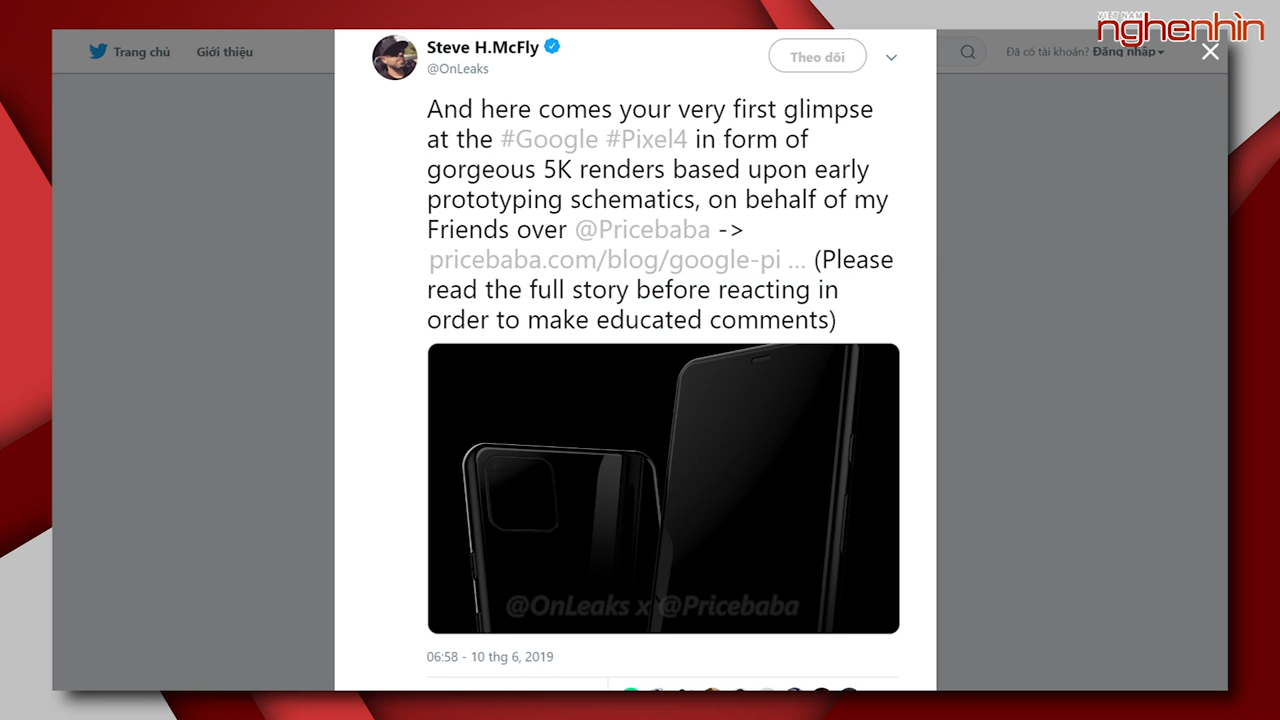 VIỆT NAM
nghenhìn
Trang chủ Giới thiệu
Đã có tài khoản? Đăng nhập
Steve H.McFly
@OnLeaks
Theo dõi
And here comes your very first glimpse
at the #Google #Pixel4 in form of
gorgeous 5K renders based upon early
prototyping schematics, on behalf of my
Friends over @Pricebaba ->
pricebaba.com/blog/google-pi ... (Please
read the full story before reacting in
order to make educated comments)
@OnLeaks x @Pricebaba
06:58 - 10 thg 6, 2019